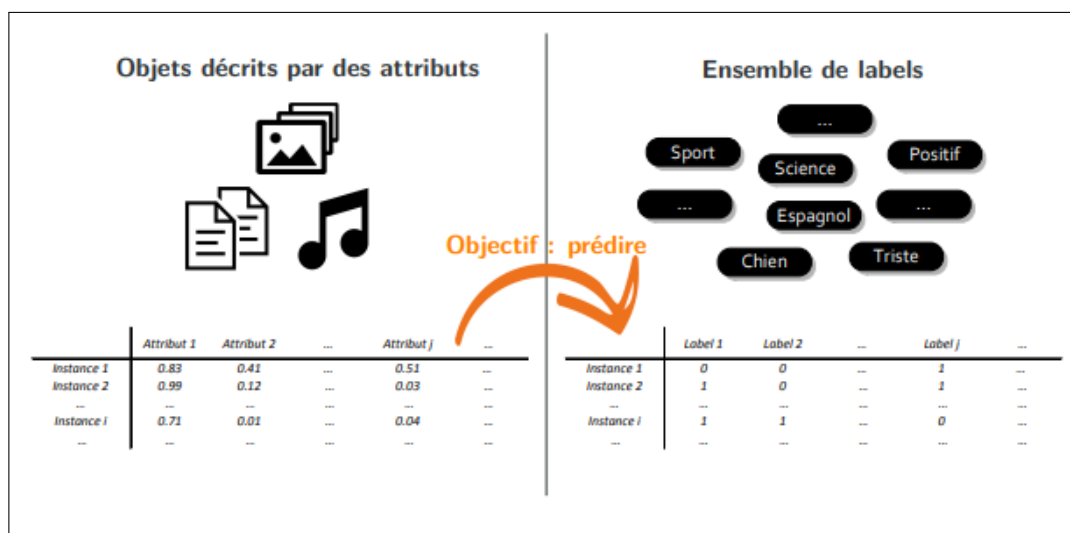 Objets décrits par des attributs
Ensemble de labels
...
Sport
Positif
Science
...
...
Espagnol
Chien
Triste
Objectif : prédire
Attribut 1 Attribut 2 ... Attribut j ...
Instance 1 0.83 0.41 ... 0.51 ...
Instance 2 0.99 0.12 ... 0.03 ...
... ... ... ... ... ...
Instance i 0.71 0.01 ... 0.04 ...
... ... ... ... ... ...
Label 1 Label 2 ... Label j ...
Instance 1 0 0 ... 1 ...
Instance 2 1 0 ... 1 ...
... ... ... ... ... ...
Instance i 1 1 ... 0 ...
... ... ... ... ... ...